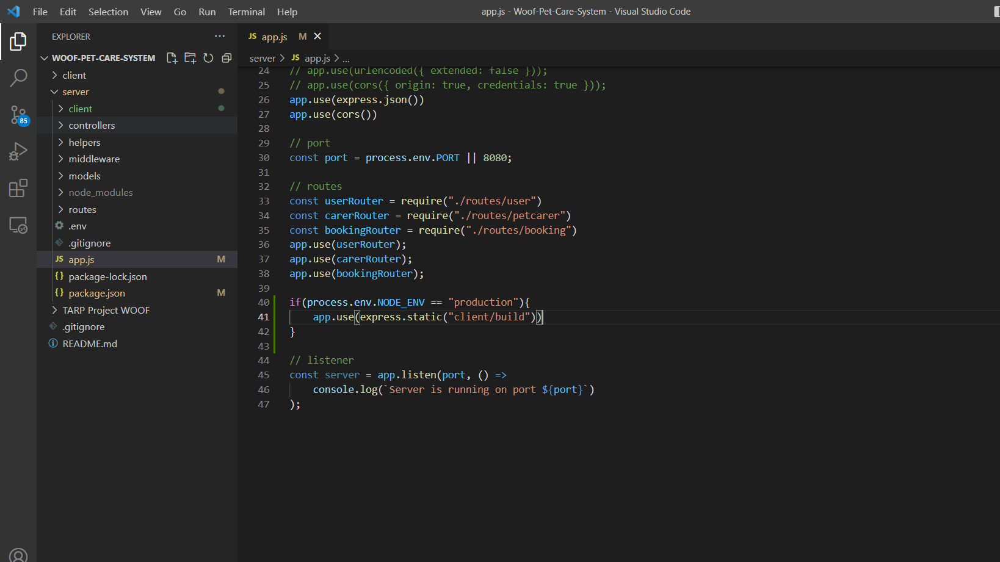 File Edit Selection View Go Run Terminal Help
app.js - Woof-Pet-Care-System - Visual Studio Code
EXPLORER
WOOF-PET-CARE-SYSTEM
client
server
client
controllers
helpers
middleware
models
node_modules
routes
.env
.gitignore
JS app.js M
{} package-lock.json
{} package.json M
TARP Project WOOF
.gitignore
README.md
85
JS app.js M
server > JS app.js > ...
24 // app.use(urlencoded({ extended: false }));
25 // app.use(cors({ origin: true, credentials: true }));
26 app.use(express.json())
27 app.use(cors())
28
29 // port
30 const port = process.env.PORT || 8080;
31
32 // routes
33 const userRouter = require("./routes/user")
34 const carerRouter = require("./routes/petcarer")
35 const bookingRouter = require("./routes/booking")
36 app.use(userRouter);
37 app.use(carerRouter);
38 app.use(bookingRouter);
39
40 if(process.env.NODE_ENV == "production"){
41 app.use(express.static("client/build"))
42 }
43
44 // listener
45 const server = app.listen(port, () =>
46 console.log(`Server is running on port ${port}`)
47 );